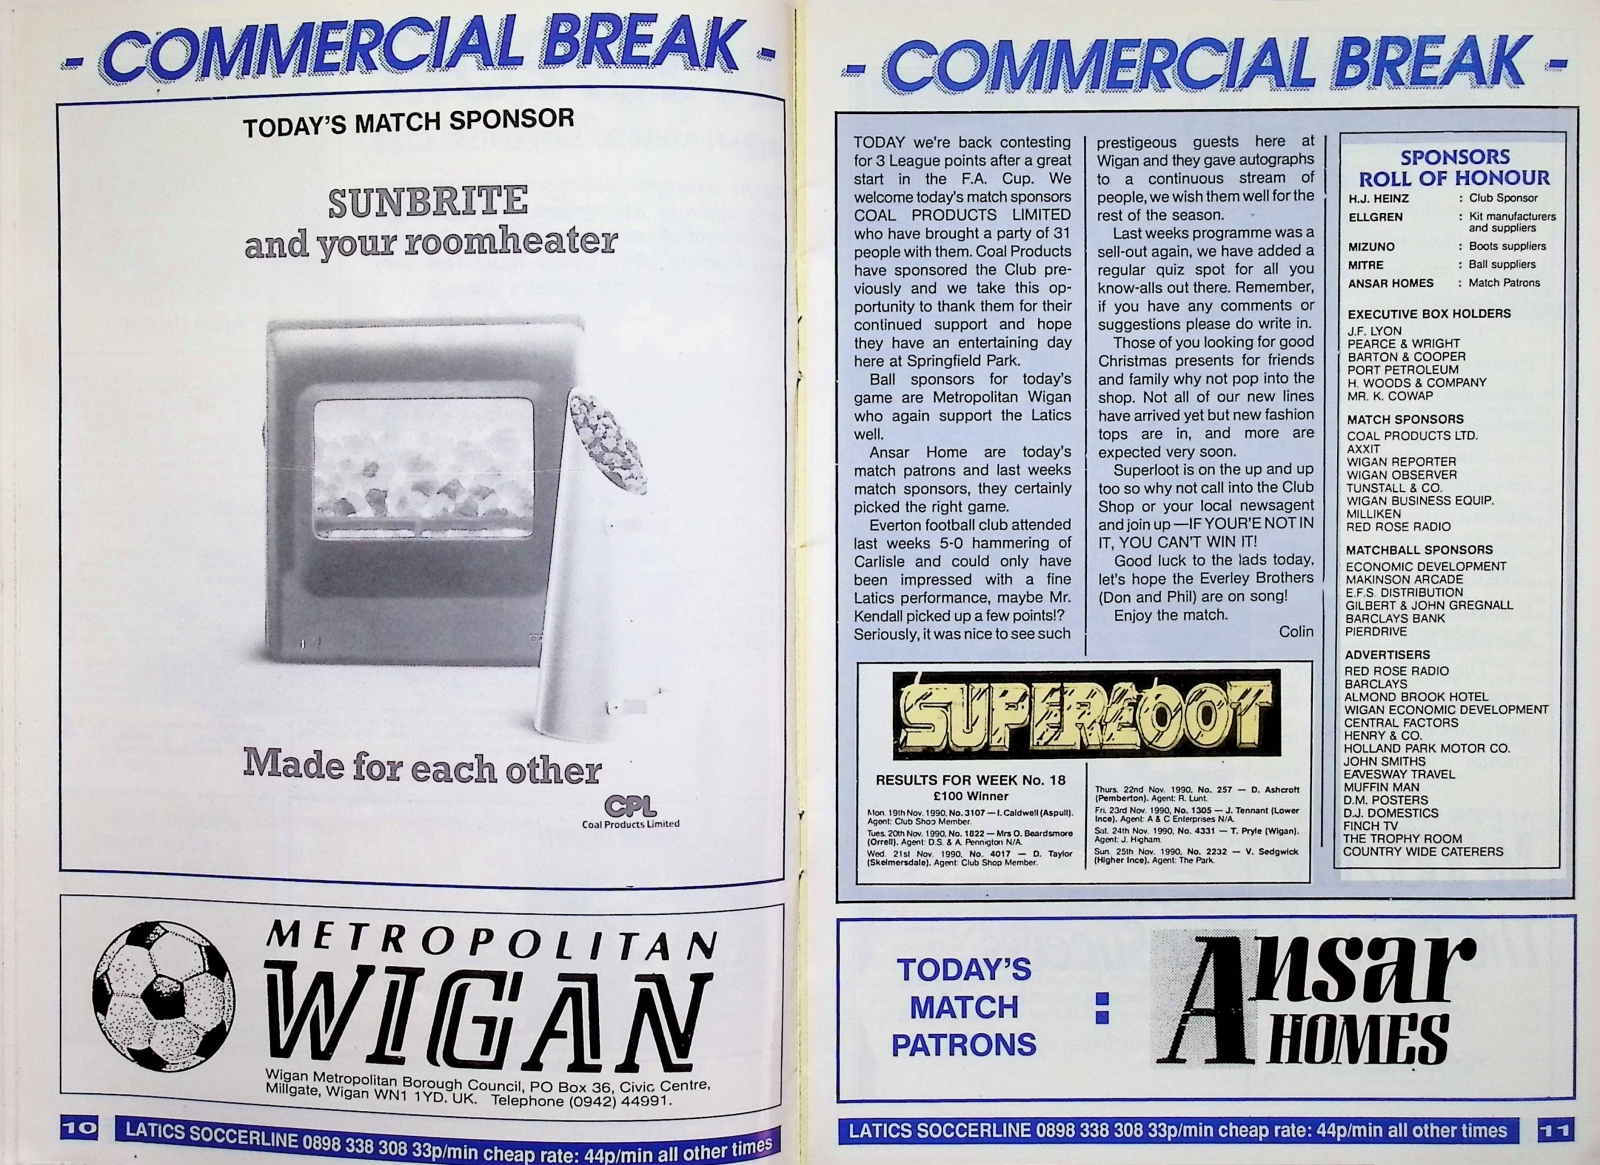 - COMMERCIAL BREAK -
TODAY'S MATCH SPONSOR
SUNBRITE
and your roomheater
Made for each other
CPL
Coal Products Limited
METROPOLITAN
WIGAN
Wigan Metropolitan Borough Council, PO Box 36, Civic Centre,
Millgate, Wigan WN1 1YD. UK. Telephone (0942) 44991.
10
LATICS SOCCERLINE 0898 338 308 33p/min cheap rate: 44p/min all other times
- COMMERCIAL BREAK -
TODAY we're back contesting
for 3 League points after a great
start in the F.A. Cup. We
welcome today's match sponsors
COAL PRODUCTS LIMITED
who have brought a party of 31
people with them. Coal Products
have sponsored the Club pre-
viously and we take this op-
portunity to thank them for their
continued support and hope
they have an entertaining day
here at Springfield Park.
Ball sponsors for today's
game are Metropolitan Wigan
who again support the Latics
well.
Ansar Home are today's
match patrons and last weeks
match sponsors, they certainly
picked the right game.
Everton football club attended
last weeks 5-0 hammering of
Carlisle and could only have
been impressed with a fine
Latics performance, maybe Mr.
Kendall picked up a few points!?
Seriously, it was nice to see such
prestigeous guests here at
Wigan and they gave autographs
to a continuous stream of
people, we wish them well for the
rest of the season.
Last weeks programme was a
sell-out again, we have added a
regular quiz spot for all you
know-alls out there. Remember,
if you have any comments or
suggestions please do write in.
Those of you looking for good
Christmas presents for friends
and family why not pop into the
shop. Not all of our new lines
have arrived yet but new fashion
tops are in, and more are
expected very soon.
Superloot is on the up and up
too so why not call into the Club
Shop or your local newsagent
and join up —IF YOUR'E NOT IN
IT, YOU CAN'T WIN IT!
Good luck to the lads today,
let's hope the Everley Brothers
(Don and Phil) are on song!
Enjoy the match.
Colin
SUPERLOOT
RESULTS FOR WEEK No. 18
£100 Winner
Mon. 19th Nov. 1990, No. 3107 — I. Caldwell (Aspull).
Agent: Club Shop Member.
Tues. 20th Nov. 1990, No. 1822 — Mrs O. Beardsmore
(Orrell). Agent: D.S. & A. Pennigton N/A.
Wed. 21st Nov. 1990, No. 4017 — D. Taylor
(Skelmersdale). Agent: Club Shop Member.
Thurs. 22nd Nov. 1990, No. 257 — D. Ashcroft
(Pemberton). Agent: R. Lunt.
Fri. 23rd Nov. 1990, No. 1305 — J. Tennant (Lower
Ince). Agent: A & C Enterprises N/A.
Sat. 24th Nov. 1990, No. 4331 — T. Pryle (Wigan).
Agent: J. Higham.
Sun. 25th Nov. 1990, No. 2232 — V. Sedgwick
(Higher Ince). Agent: The Park.
SPONSORS
ROLL OF HONOUR
H.J. HEINZ : Club Sponsor
ELLGREN : Kit manufacturers
and suppliers
MIZUNO : Boots suppliers
MITRE : Ball suppliers
ANSAR HOMES : Match Patrons
EXECUTIVE BOX HOLDERS
J.F. LYON
PEARCE & WRIGHT
BARTON & COOPER
PORT PETROLEUM
H. WOODS & COMPANY
MR. K. COWAP
MATCH SPONSORS
COAL PRODUCTS LTD.
AXXIT
WIGAN REPORTER
WIGAN OBSERVER
TUNSTALL & CO.
WIGAN BUSINESS EQUIP.
MILLIKEN
RED ROSE RADIO
MATCHBALL SPONSORS
ECONOMIC DEVELOPMENT
MAKINSON ARCADE
E.F.S. DISTRIBUTION
GILBERT & JOHN GREGNALL
BARCLAYS BANK
PIERDRIVE
ADVERTISERS
RED ROSE RADIO
BARCLAYS
ALMOND BROOK HOTEL
WIGAN ECONOMIC DEVELOPMENT
CENTRAL FACTORS
HENRY & CO.
HOLLAND PARK MOTOR CO.
JOHN SMITHS
EAVESWAY TRAVEL
MUFFIN MAN
D.M. POSTERS
D.J. DOMESTICS
FINCH TV
THE TROPHY ROOM
COUNTRY WIDE CATERERS
TODAY'S
MATCH
PATRONS :
Ansar
HOMES
LATICS SOCCERLINE 0898 338 308 33p/min cheap rate: 44p/min all other times
11